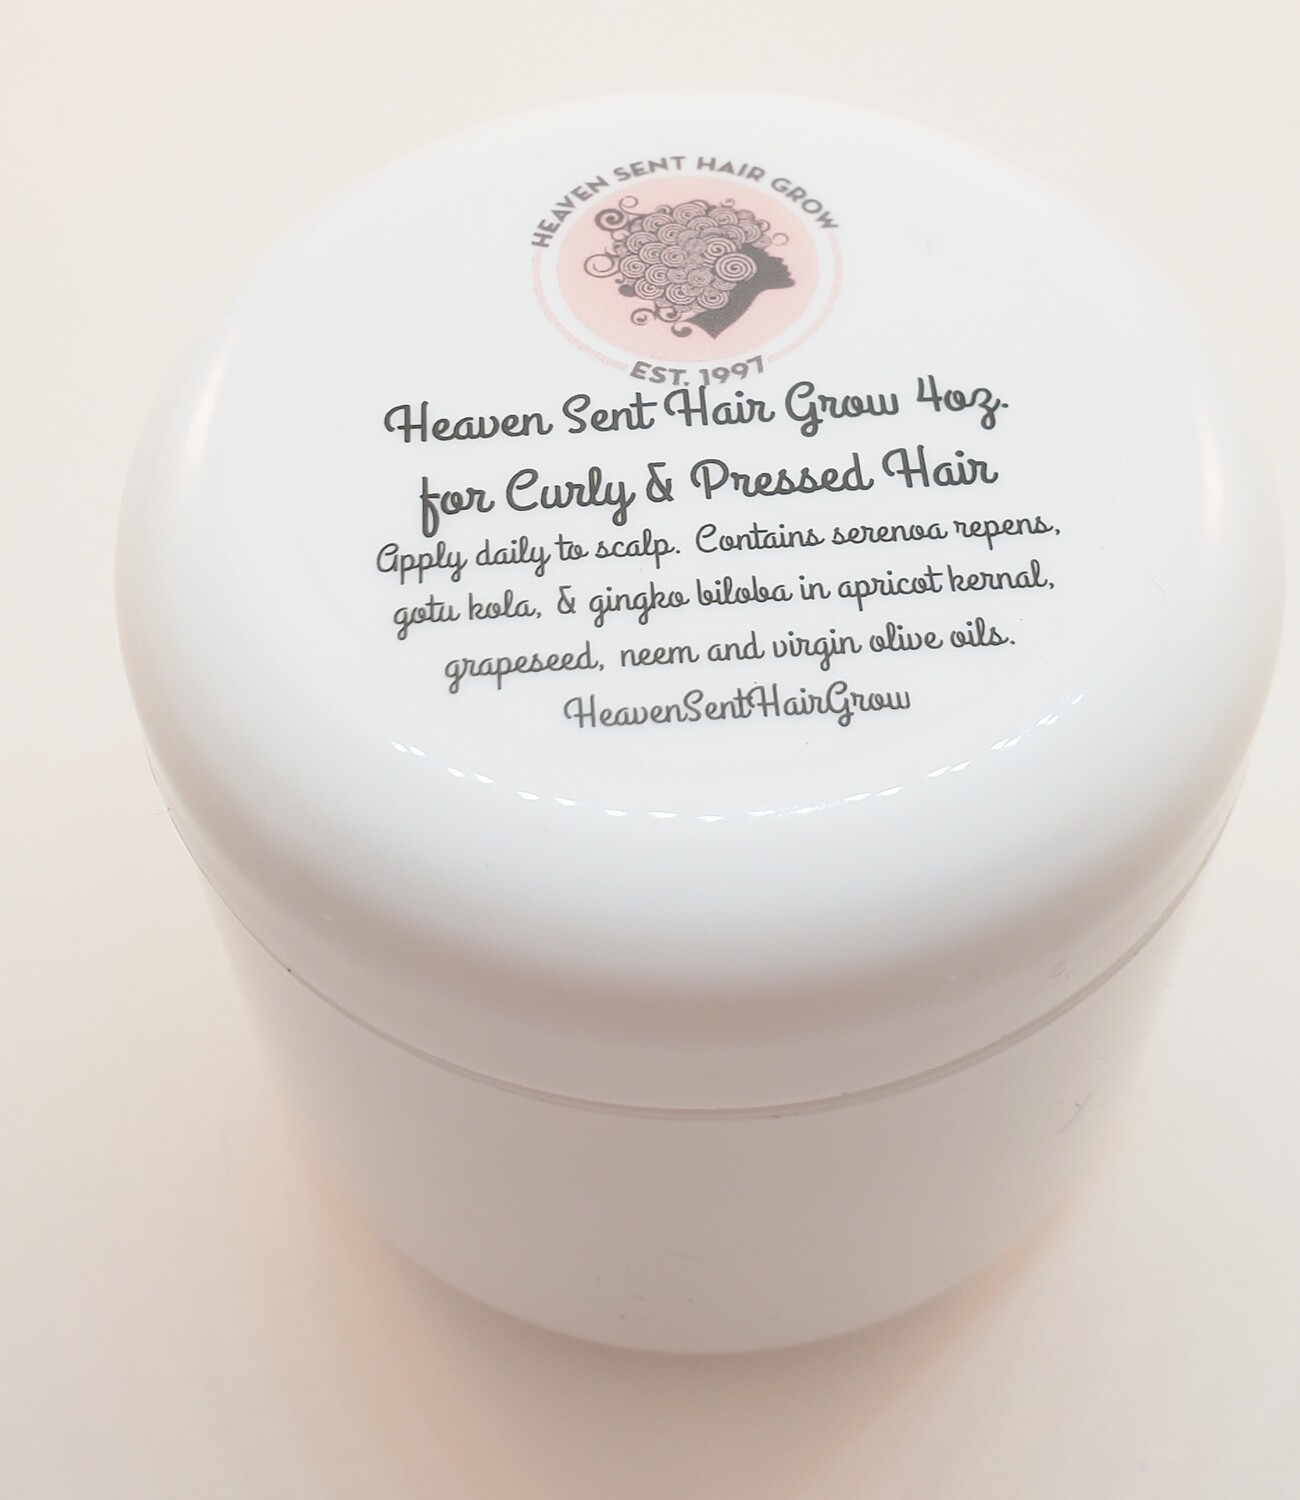 HEAVEN SENT HAIR GROW
EST. 1997
Heaven Sent Hair Grow 4oz.
for Curly & Pressed Hair
Apply daily to scalp. Contains serenoa repens,
gotu kola, & gingko biloba in apricot kernal,
grapeseed, neem and virgin olive oils.
HeavenSentHairGrow